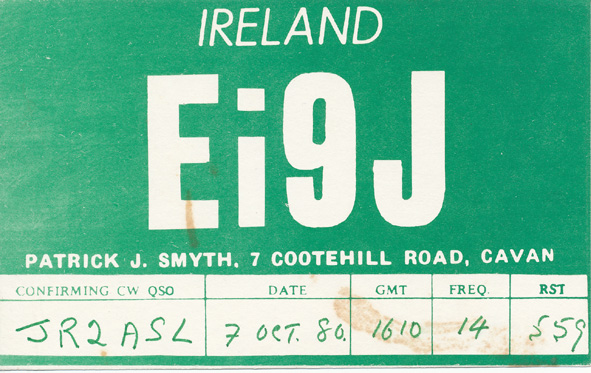 IRELAND
Ei9J
PATRICK J. SMYTH, 7 COOTEHILL ROAD, CAVAN
CONFIRMING CW QSO DATE GMT FREQ. RST
JR2ASL 7 OCT. 80. 1610 14 559